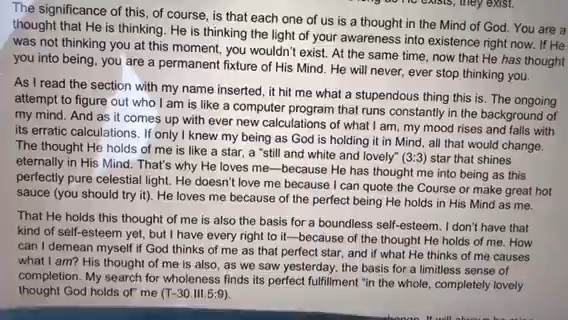 exists, they exist.
The significance of this, of course, is that each one of us is a thought in the Mind of God. You are a
thought that He is thinking. He is thinking the light of your awareness into existence right now. If He
was not thinking you at this moment, you wouldn't exist. At the same time, now that He has thought
you into being, you are a permanent fixture of His Mind. He will never, ever stop thinking you.
As I read the section with my name inserted, it hit me what a stupendous thing this is. The ongoing
attempt to figure out who I am is like a computer program that runs constantly in the background of
my mind. And as it comes up with ever new calculations of what I am, my mood rises and falls with
its erratic calculations. If only I knew my being as God is holding it in Mind, all that would change.
The thought He holds of me is like a star, a "still and white and lovely" (3:3) star that shines
eternally in His Mind. That's why He loves me—because He has thought me into being as this
perfectly pure celestial light. He doesn't love me because I can quote the Course or make great hot
sauce (you should try it). He loves me because of the perfect being He holds in His Mind as me.
That He holds this thought of me is also the basis for a boundless self-esteem. I don't have that
kind of self-esteem yet, but I have every right to it—because of the thought He holds of me. How
can I demean myself if God thinks of me as that perfect star, and if what He thinks of me causes
what I am? His thought of me is also, as we saw yesterday, the basis for a limitless sense of
completion. My search for wholeness finds its perfect fulfillment "in the whole, completely lovely
thought God holds of" me (T-30.III.5:9).